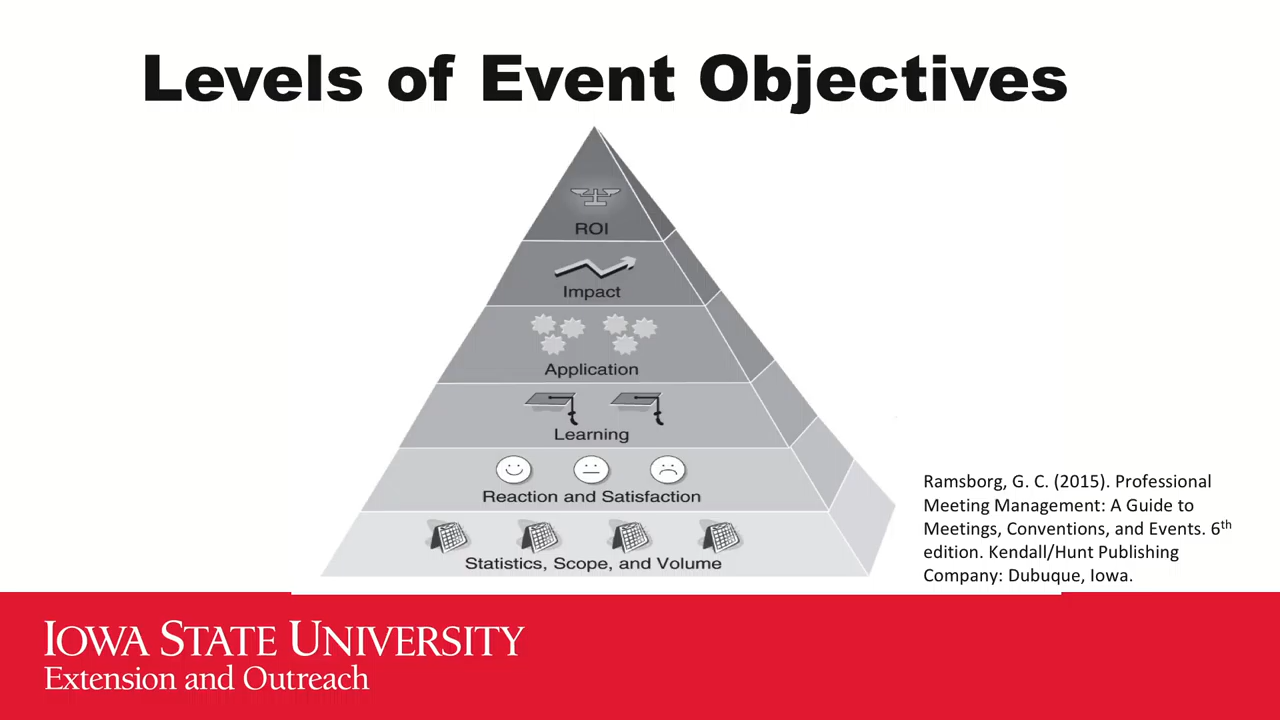 Levels of Event Objectives
ROI
Impact
Application
Learning
Reaction and Satisfaction
Statistics, Scope, and Volume
Ramsborg, G. C. (2015). Professional
Meeting Management: A Guide to
Meetings, Conventions, and Events. 6th
edition. Kendall/Hunt Publishing
Company: Dubuque, Iowa.
IOWA STATE UNIVERSITY
Extension and Outreach